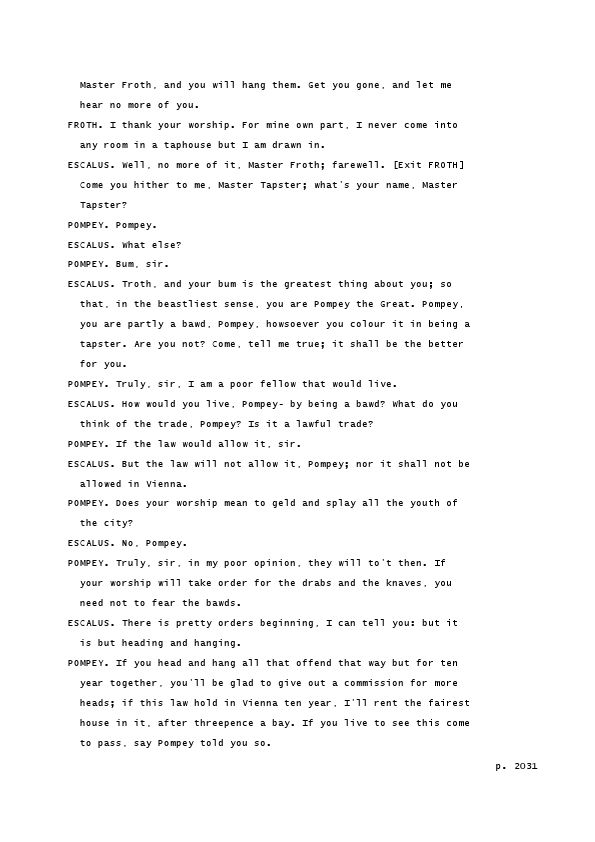 Master Froth, and you will hang them. Get you gone, and let me
hear no more of you.
FROTH. I thank your worship. For mine own part, I never come into
any room in a taphouse but I am drawn in.
ESCALUS. Well, no more of it, Master Froth; farewell. [Exit FROTH]
Come you hither to me, Master Tapster; what's your name, Master
Tapster?
POMPEY. Pompey.
ESCALUS. What else?
POMPEY. Bum, sir.
ESCALUS. Troth, and your bum is the greatest thing about you; so
that, in the beastliest sense, you are Pompey the Great. Pompey,
you are partly a bawd, Pompey, howsoever you colour it in being a
tapster. Are you not? Come, tell me true; it shall be the better
for you.
POMPEY. Truly, sir, I am a poor fellow that would live.
ESCALUS. How would you live, Pompey- by being a bawd? What do you
think of the trade, Pompey? Is it a lawful trade?
POMPEY. If the law would allow it, sir.
ESCALUS. But the law will not allow it, Pompey; nor it shall not be
allowed in Vienna.
POMPEY. Does your worship mean to geld and splay all the youth of
the city?
ESCALUS. No, Pompey.
POMPEY. Truly, sir, in my poor opinion, they will to't then. If
your worship will take order for the drabs and the knaves, you
need not to fear the bawds.
ESCALUS. There is pretty orders beginning, I can tell you: but it
is but heading and hanging.
POMPEY. If you head and hang all that offend that way but for ten
year together, you'll be glad to give out a commission for more
heads; if this law hold in Vienna ten year, I'll rent the fairest
house in it, after threepence a bay. If you live to see this come
to pass, say Pompey told you so.
p. 2031